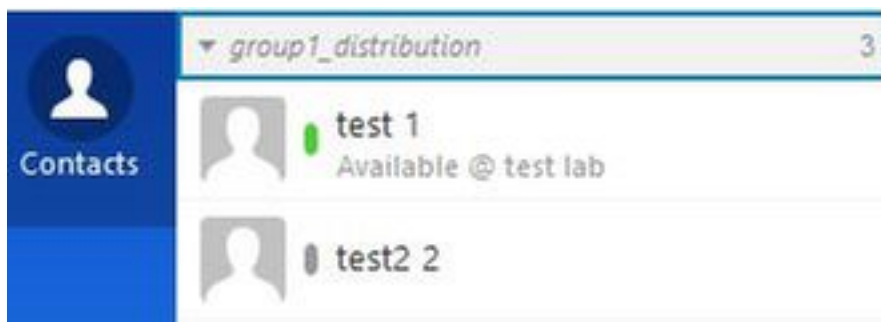 group1_distribution 3
test 1
Available @ test lab
Contacts
test2 2